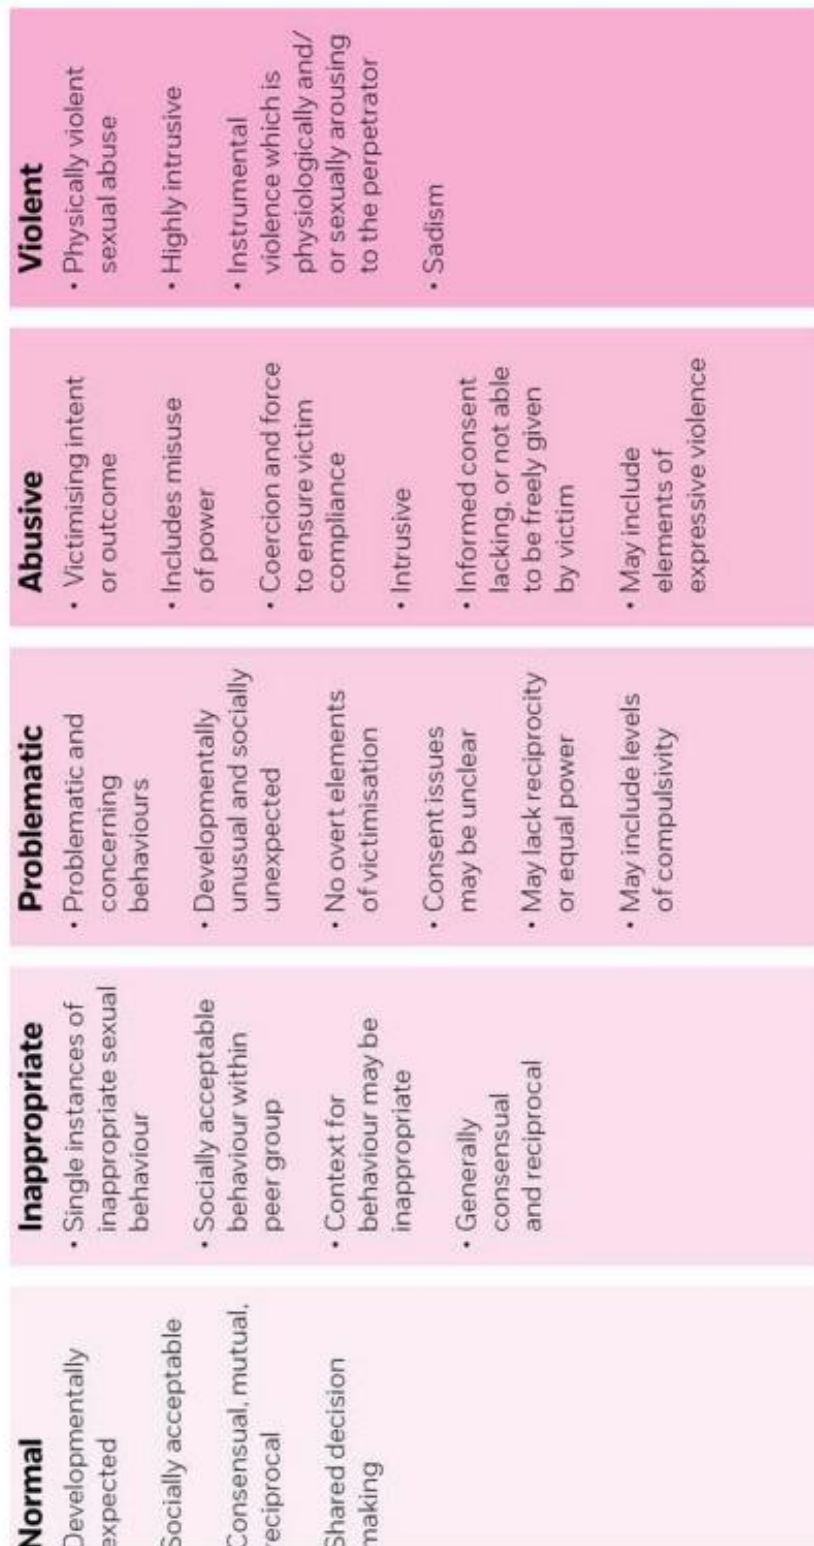 Normal
Developmentally
expected
Socially acceptable
Consensual, mutual,
reciprocal
Shared decision
making
Inappropriate
• Single instances of
inappropriate sexual
behaviour
• Socially acceptable
behaviour within
peer group
• Context for
behaviour may be
inappropriate
• Generally
consensual
and reciprocal
Problematic
• Problematic and
concerning
behaviours
• Developmentally
unusual and socially
unexpected
• No overt elements
of victimisation
• Consent issues
may be unclear
• May lack reciprocity
or equal power
• May include levels
of compulsivity
Abusive
• Victimising intent
or outcome
• Includes misuse
of power
• Coercion and force
to ensure victim
compliance
• Intrusive
• Informed consent
lacking, or not able
to be freely given
by victim
• May include
elements of
expressive violence
Violent
• Physically violent
sexual abuse
• Highly intrusive
• Instrumental
violence which is
physiologically and/
or sexually arousing
to the perpetrator
• Sadism